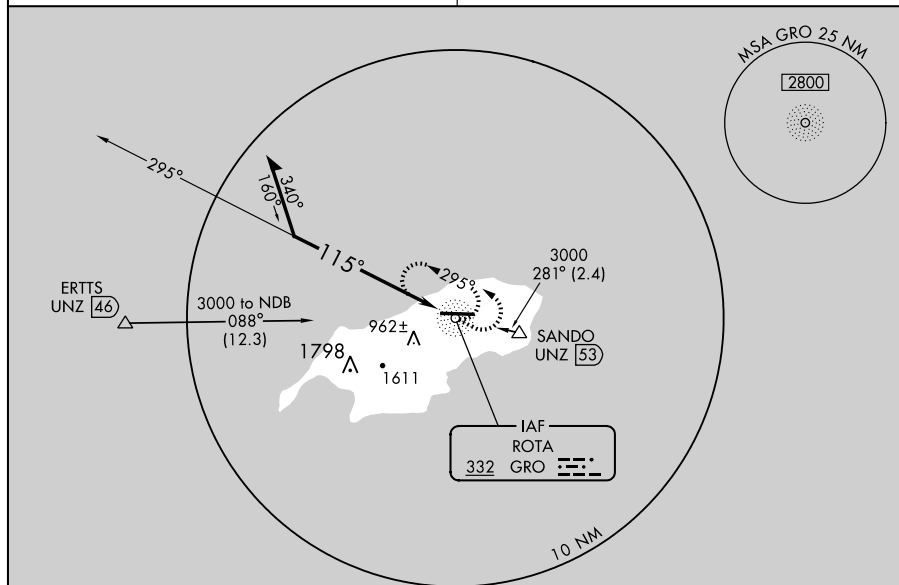 MSA GRO 25 NM
2800
295°
340°
160°
115°
295°
3000
281° (2.4)
ERTTS
UNZ 46
3000 to NDB
088°
(12.3)
962±
SANDO
UNZ 53
1798
1611
IAF
ROTA
332 GRO
10 NM